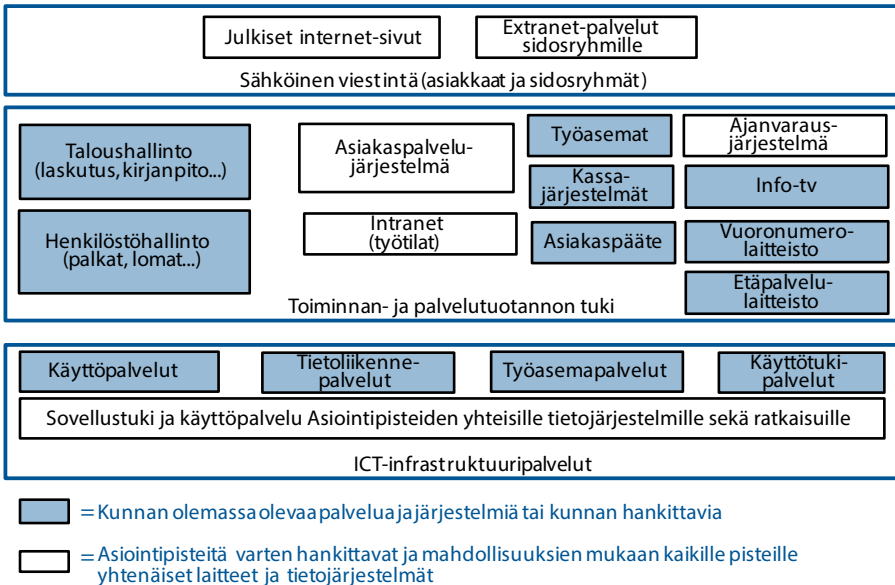 Julkiset internet-sivut
Extranet-palvelut
sidosryhmille
Sähköinen viestintä (asiakkaat ja sidosryhmät)
Taloushallinto
(laskutus, kirjanpito...)
Asiakaspalvelu-
järjestelmä
Työasemat
Ajanvaraus-
järjestelmä
Kassa-
järjestelmät
Info-tv
Henkilöstöhallinto
(palkat, lomat...)
Intranet
(työtilat)
Asiakaspääte
Vuoronumero-
laitteisto
Etäpalvelu-
laitteisto
Toiminnan- ja palvelutuotannon tuki
Käyttöpalvelut
Tietoliikenne-
palvelut
Työasemapalvelut
Käyttötuki-
palvelut
Sovellustuki ja käyttöpalvelu Asiointipisteiden yhteisille tietojärjestelmille sekä ratkaisuille
ICT-infrastruktuuripalvelut
= Kunnan olemassa olevaa palvelua ja järjestelmiä tai kunnan hankittavia
= Asiointipisteitä varten hankittavat ja mahdollisuuksien mukaan kaikille pisteille
yhtenäiset laitteet ja tietojärjestelmät